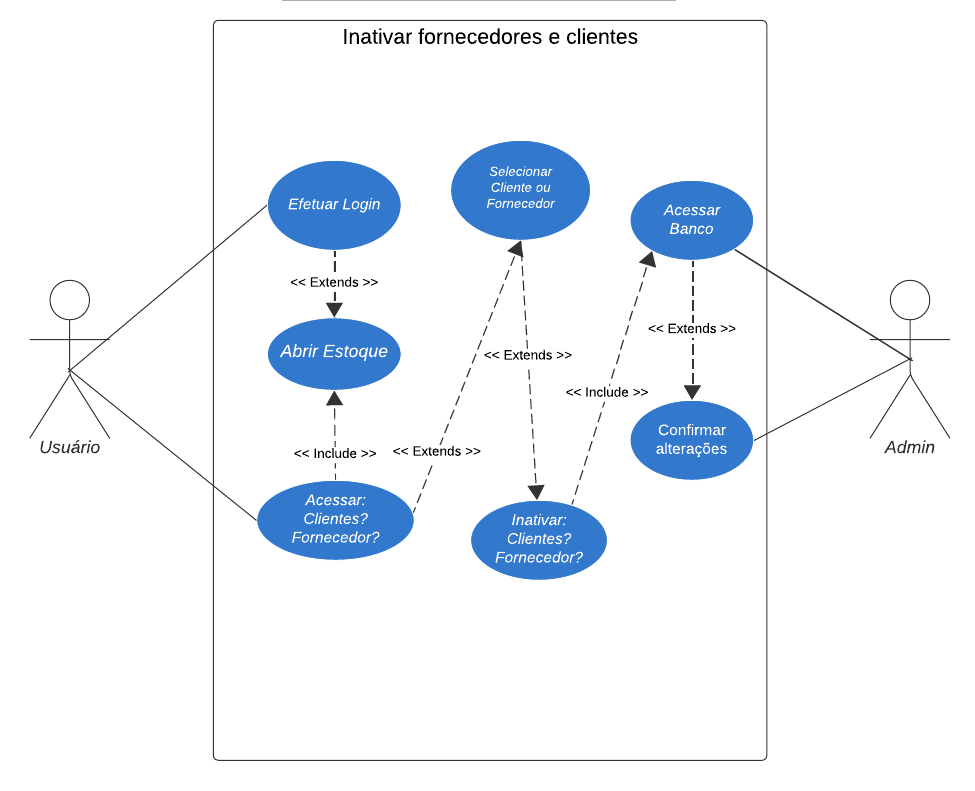 Inativar fornecedores e clientes
Efetuar Login
<< Extends >>
Abrir Estoque
<< Include >>
Acessar:
Clientes?
Fornecedor?
<< Extends >>
Selecionar
Cliente ou
Fornecedor
<< Extends >>
Inativar:
Clientes?
Fornecedor?
<< Include >>
Acessar
Banco
<< Extends >>
Confirmar
alterações
Usuário
Admin